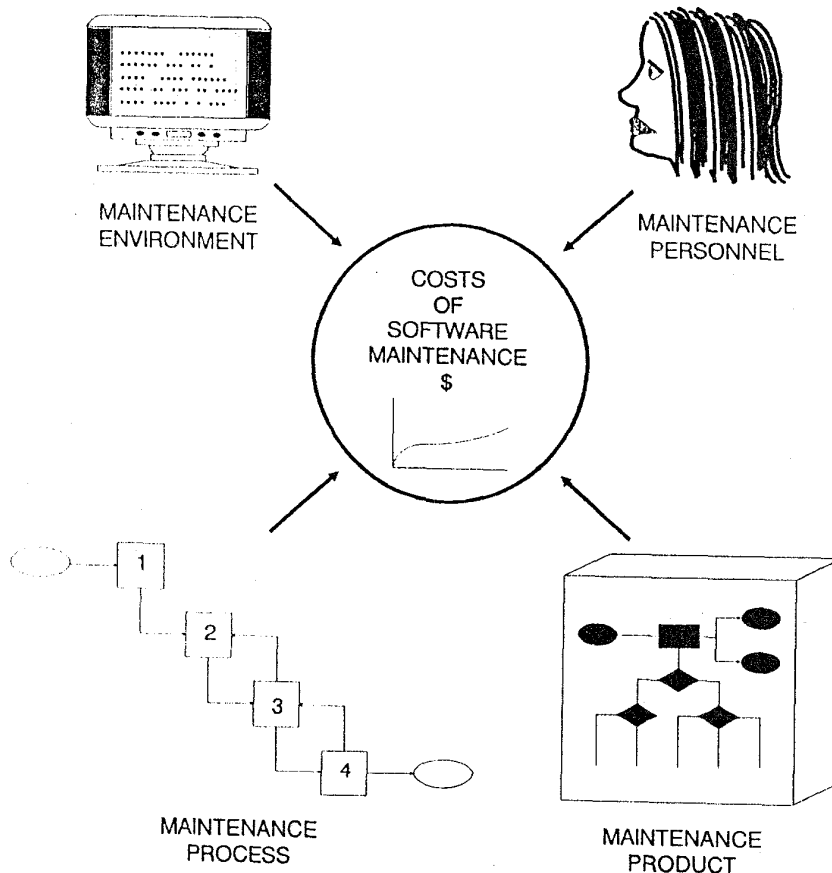 MAINTENANCE
ENVIRONMENT
MAINTENANCE
PERSONNEL
COSTS
OF
SOFTWARE
MAINTENANCE
$
1
2
3
4
MAINTENANCE
PROCESS
MAINTENANCE
PRODUCT